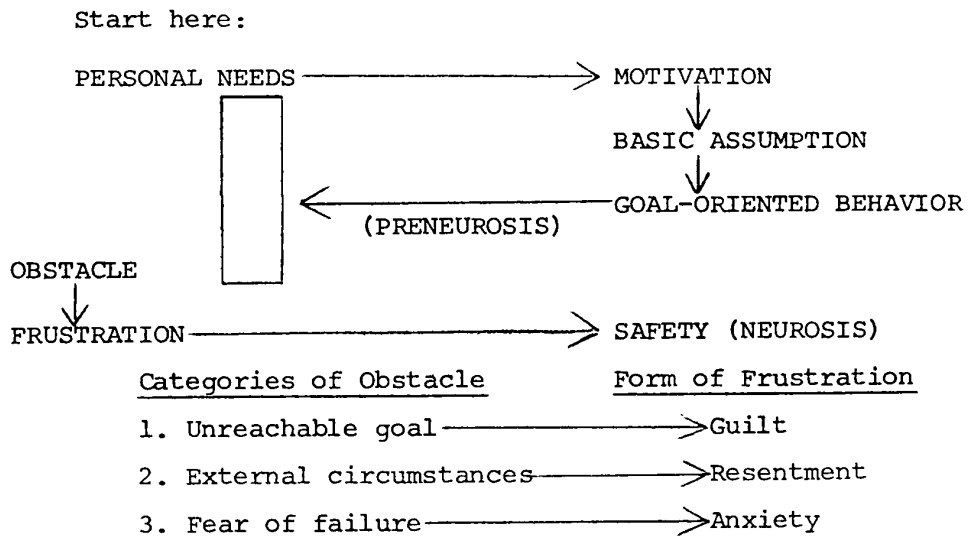 Start here:
PERSONAL NEEDS MOTIVATION
BASIC ASSUMPTION
GOAL-ORIENTED BEHAVIOR
(PRENEUROSIS)
OBSTACLE
FRUSTRATION SAFETY (NEUROSIS)
Categories of Obstacle Form of Frustration
1. Unreachable goal Guilt
2. External circumstances Resentment
3. Fear of failure Anxiety